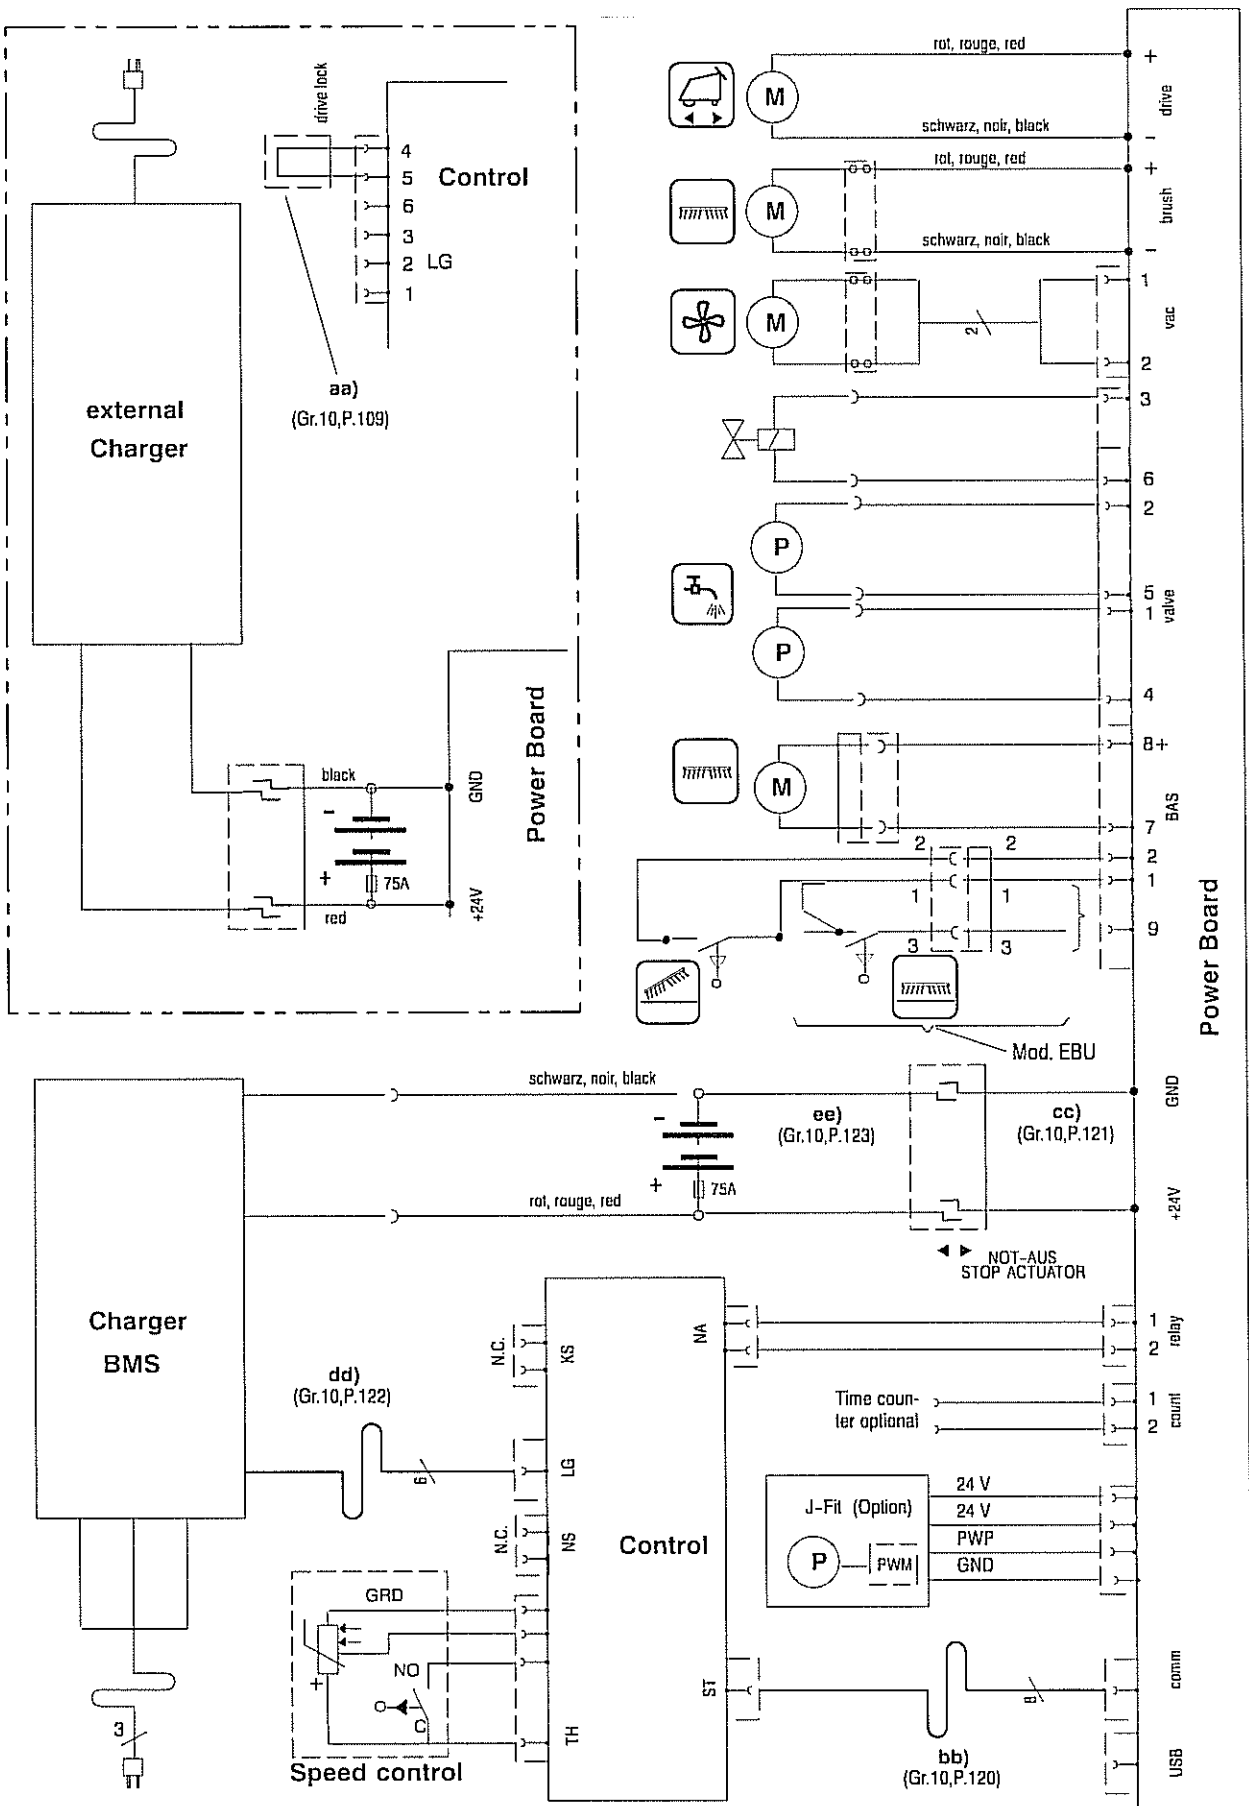 drive lock
4
5
6
3
2 LG
1
Control
aa)
(Gr.10,P.109)
external
Charger
black
-
+
75A
red
GND
+24V
Power Board
rot, rouge, red
M
schwarz, noir, black
+
drive
-
rot, rouge, red
M
schwarz, noir, black
+
brush
-
M
2
1
vac
2
3
6
2
P
5
1
valve
P
4
M
8+
BAS
7
2
2
2
1
1
1
3
3
9
Mod. EBU
Power Board
Charger
BMS
schwarz, noir, black
-
+
75A
rot, rouge, red
ee)
(Gr.10,P.123)
cc)
(Gr.10,P.121)
GND
+24V
NOT-AUS
STOP ACTUATOR
N.C.
KS
NA
1
2
relay
dd)
(Gr.10,P.122)
6
LG
Time coun-
ter optional
1
2
count
N.C.
NS
Control
J-Fit (Option)
P
PWM
24 V
24 V
PWP
GND
GRD
+
NO
C
TH
Speed control
3
ST
8
comm
bb)
(Gr.10,P.120)
USB